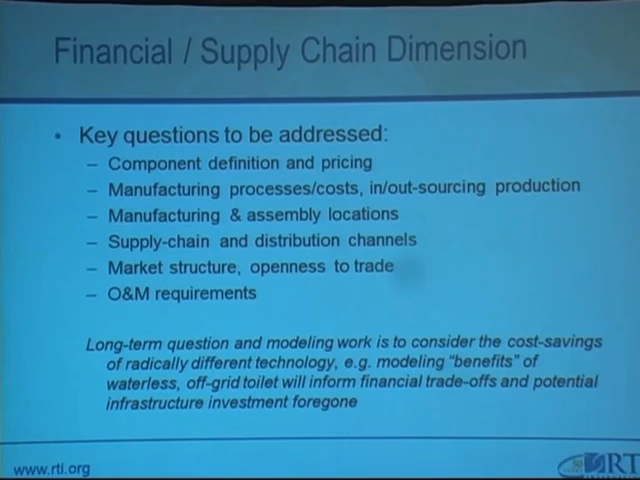 Financial / Supply Chain Dimension
• Key questions to be addressed:
– Component definition and pricing
– Manufacturing processes/costs, in/out-sourcing production
– Manufacturing & assembly locations
– Supply-chain and distribution channels
– Market structure, openness to trade
– O&M requirements
Long-term question and modeling work is to consider the cost-savings
of radically different technology, e.g. modeling "benefits" of
waterless, off-grid toilet will inform financial trade-offs and potential
infrastructure investment foregone
www.rti.org
RT